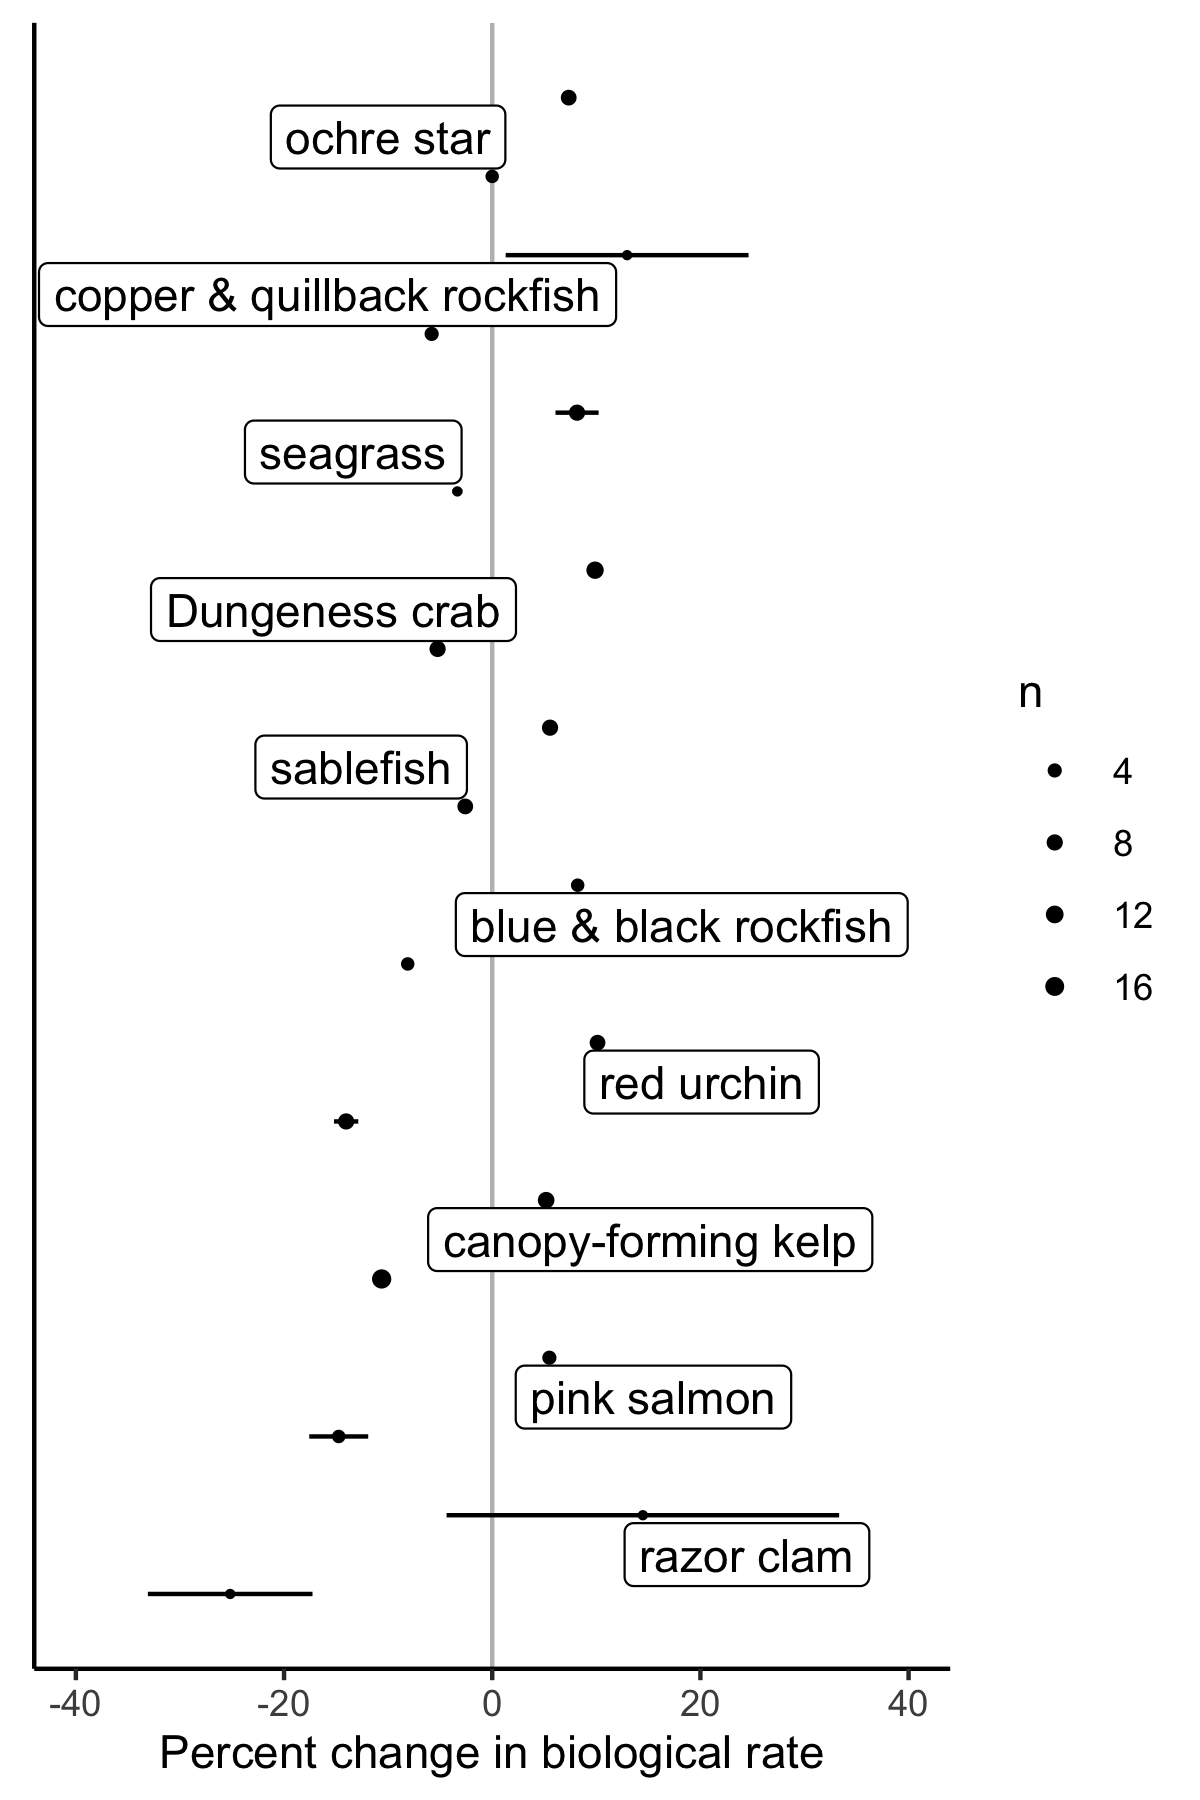 ochre star
copper & quillback rockfish
seagrass
Dungeness crab
sablefish
blue & black rockfish
red urchin
canopy-forming kelp
pink salmon
razor clam
n
4
8
12
16
-40 -20 0 20 40
Percent change in biological rate